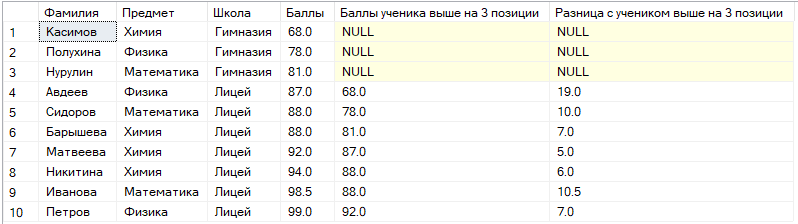 Фамилия Предмет Школа Баллы Баллы ученика выше на 3 позиции Разница с учеником выше на 3 позиции
1 Касимов Химия Гимназия 68.0 NULL NULL
2 Полухина Физика Гимназия 78.0 NULL NULL
3 Нурулин Математика Гимназия 81.0 NULL NULL
4 Авдеев Физика Лицей 87.0 68.0 19.0
5 Сидоров Математика Лицей 88.0 78.0 10.0
6 Барышева Химия Лицей 88.0 81.0 7.0
7 Матвеева Химия Лицей 92.0 87.0 5.0
8 Никитина Химия Лицей 94.0 88.0 6.0
9 Иванова Математика Лицей 98.5 88.0 10.5
10 Петров Физика Лицей 99.0 92.0 7.0